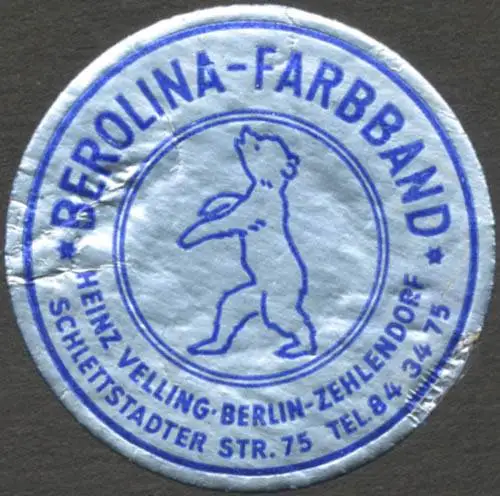 ★ BEROLINA-FARBBAND ★
HEINZ VELLING·BERLIN-ZEHLENDORF
SCHLETTSTADTER STR. 75 TEL. 84 34 75